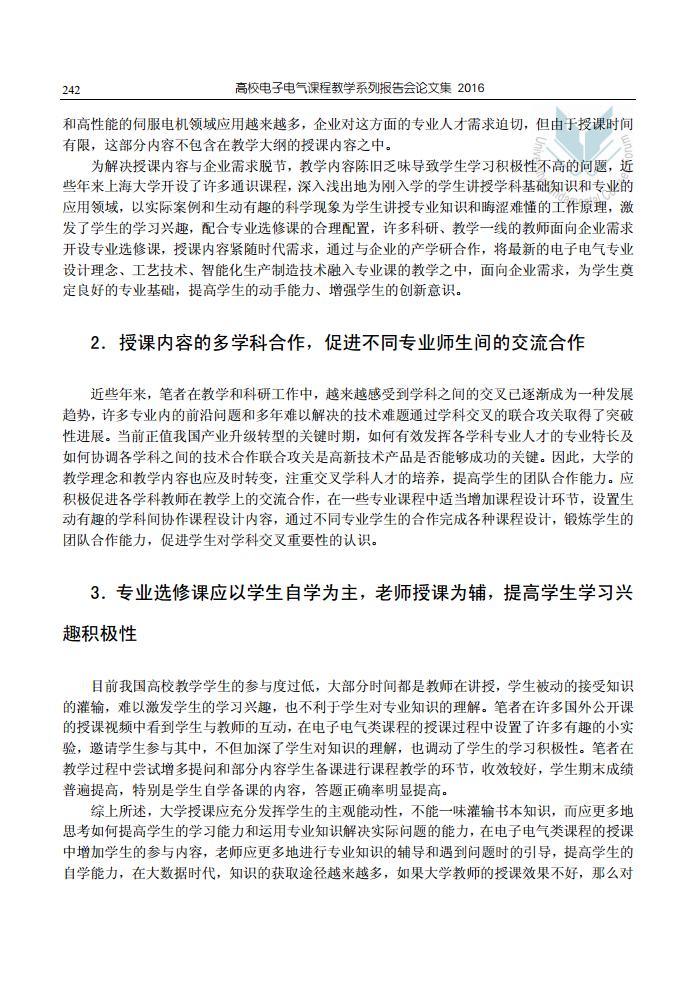 242
高校电子电气课程教学系列报告会论文集 2016
和高性能的伺服电机领域应用越来越多，企业对这方面的专业人才需求迫切，但由于授课时间
有限，这部分内容不包含在教学大纲的授课内容之中。
为解决授课内容与企业需求脱节，教学内容陈旧乏味导致学生学习积极性不高的问题，近
些年来上海大学开设了许多通识课程，深入浅出地为刚入学的学生讲授学科基础知识和专业的
应用领域，以实际案例和生动有趣的科学现象为学生讲授专业知识和晦涩难懂的工作原理，激
发了学生的学习兴趣，配合专业选修课的合理配置，许多科研、教学一线的教师面向企业需求
开设专业选修课，授课内容紧随时代需求，通过与企业的产学研合作，将最新的电子电气专业
设计理念、工艺技术、智能化生产制造技术融入专业课的教学之中，面向企业需求，为学生奠
定良好的专业基础，提高学生的动手能力、增强学生的创新意识。
2．授课内容的多学科合作，促进不同专业师生间的交流合作
近些年来，笔者在教学和科研工作中，越来越感受到学科之间的交叉已逐渐成为一种发展
趋势，许多专业内的前沿问题和多年难以解决的技术难题通过学科交叉的联合攻关取得了突破
性进展。当前正值我国产业升级转型的关键时期，如何有效发挥各学科专业人才的专业特长及
如何协调各学科之间的技术合作联合攻关是高新技术产品是否能够成功的关键。因此，大学的
教学理念和教学内容也应及时转变，注重交叉学科人才的培养，提高学生的团队合作能力。应
积极促进各学科教师在教学上的交流合作，在一些专业课程中适当增加课程设计环节，设置生
动有趣的学科间协作课程设计内容，通过不同专业学生的合作完成各种课程设计，锻炼学生的
团队合作能力，促进学生对学科交叉重要性的认识。
3．专业选修课应以学生自学为主，老师授课为辅，提高学生学习兴
趣积极性
目前我国高校教学学生的参与度过低，大部分时间都是教师在讲授，学生被动的接受知识
的灌输，难以激发学生的学习兴趣，也不利于学生对专业知识的理解。笔者在许多国外公开课
的授课视频中看到学生与教师的互动，在电子电气类课程的授课过程中设置了许多有趣的小实
验，邀请学生参与其中，不但加深了学生对知识的理解，也调动了学生的学习积极性。笔者在
教学过程中尝试增多提问和部分内容学生备课进行课程教学的环节，收效较好，学生期末成绩
普遍提高，特别是学生自学备课的内容，答题正确率明显提高。
综上所述，大学授课应充分发挥学生的主观能动性，不能一味灌输书本知识，而应更多地
思考如何提高学生的学习能力和运用专业知识解决实际问题的能力，在电子电气类课程的授课
中增加学生的参与内容，老师应更多地进行专业知识的辅导和遇到问题时的引导，提高学生的
自学能力，在大数据时代，知识的获取途径越来越多，如果大学教师的授课效果不好，那么对